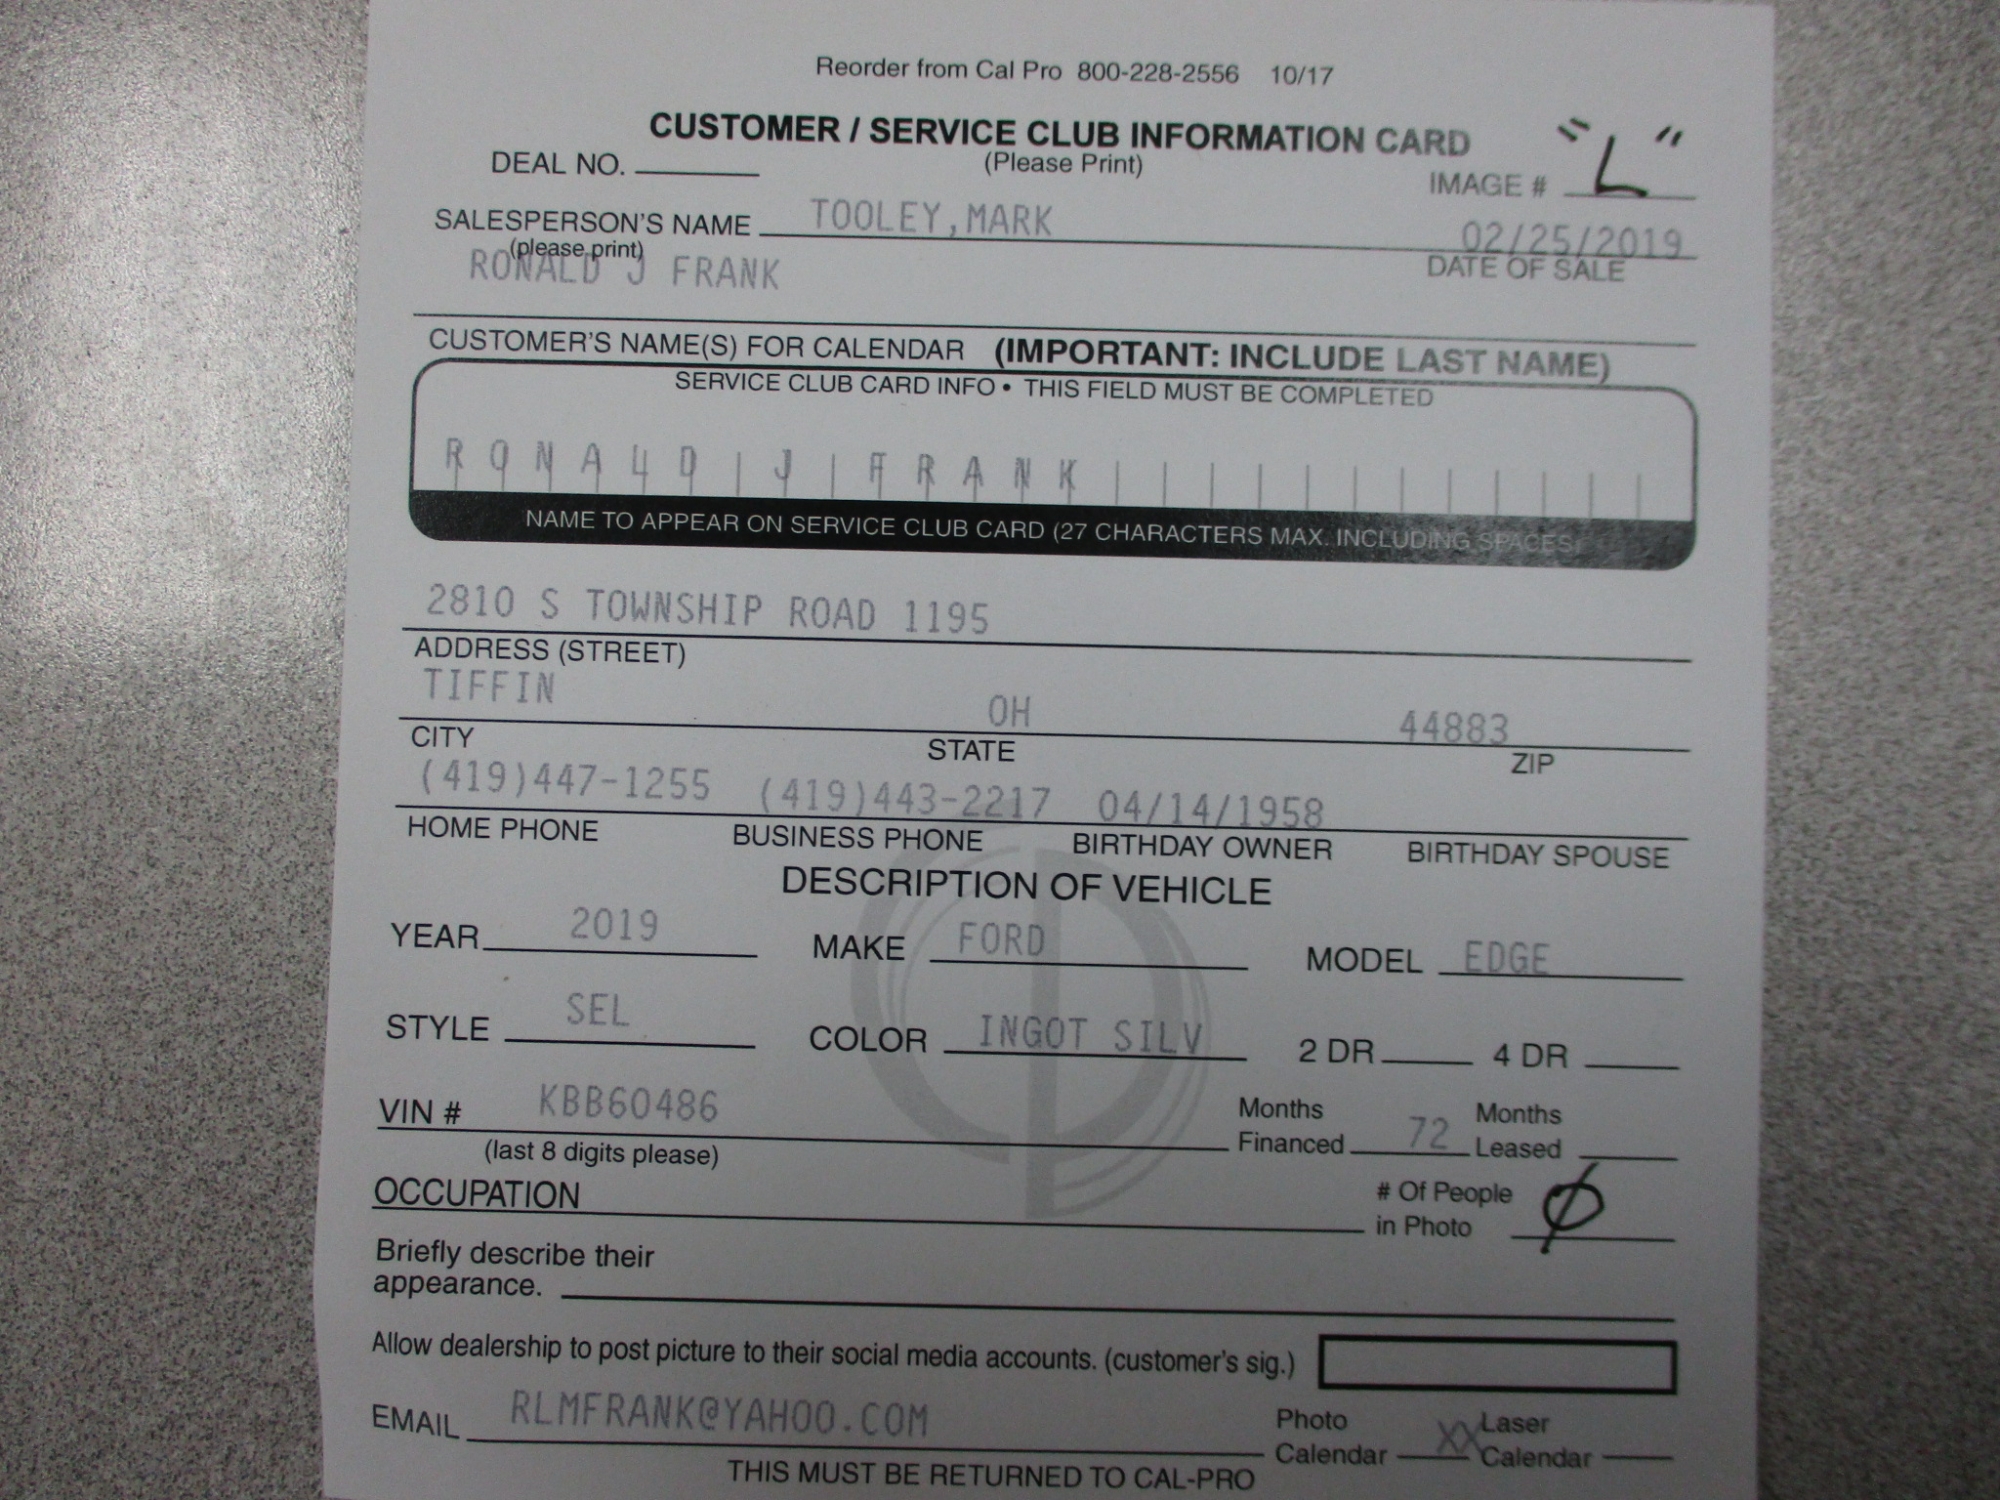 Reorder from Cal Pro 800-228-2556 10/17
CUSTOMER / SERVICE CLUB INFORMATION CARD
(Please Print)
DEAL NO.
IMAGE # "L"
SALESPERSON'S NAME TOOLEY,MARK
(please print)
02/25/2019
DATE OF SALE
RONALD J FRANK
CUSTOMER'S NAME(S) FOR CALENDAR (IMPORTANT: INCLUDE LAST NAME)
SERVICE CLUB CARD INFO • THIS FIELD MUST BE COMPLETED
RONALD J FRANK
NAME TO APPEAR ON SERVICE CLUB CARD (27 CHARACTERS MAX. INCLUDING SPACES)
2810 S TOWNSHIP ROAD 1195
ADDRESS (STREET)
TIFFIN OH 44883
CITY STATE ZIP
(419)447-1255 (419)443-2217 04/14/1958
HOME PHONE BUSINESS PHONE BIRTHDAY OWNER BIRTHDAY SPOUSE
DESCRIPTION OF VEHICLE
YEAR 2019 MAKE FORD MODEL EDGE
STYLE SEL COLOR INGOT SILV 2 DR 4 DR
VIN # KBB60486
(last 8 digits please)
Months Financed 72 Months Leased
OCCUPATION
# Of People in Photo Ø
Briefly describe their
appearance.
Allow dealership to post picture to their social media accounts. (customer's sig.)
EMAIL RLMFRANK@YAHOO.COM
Photo Calendar XX Laser Calendar
THIS MUST BE RETURNED TO CAL-PRO